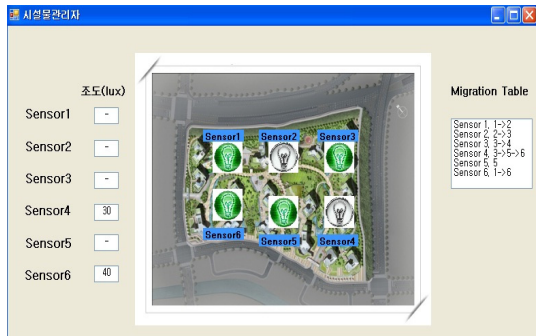 시설물관리자
조도(lux)
Sensor1 -
Sensor2 -
Sensor3 -
Sensor4 30
Sensor5 -
Sensor6 40
Sensor1 Sensor2 Sensor3
Sensor6 Sensor5 Sensor4
Migration Table
Sensor 1, 1->2
Sensor 2, 2->3
Sensor 3, 3->4
Sensor 4, 3->5->6
Sensor 5, 5
Sensor 6, 1->6